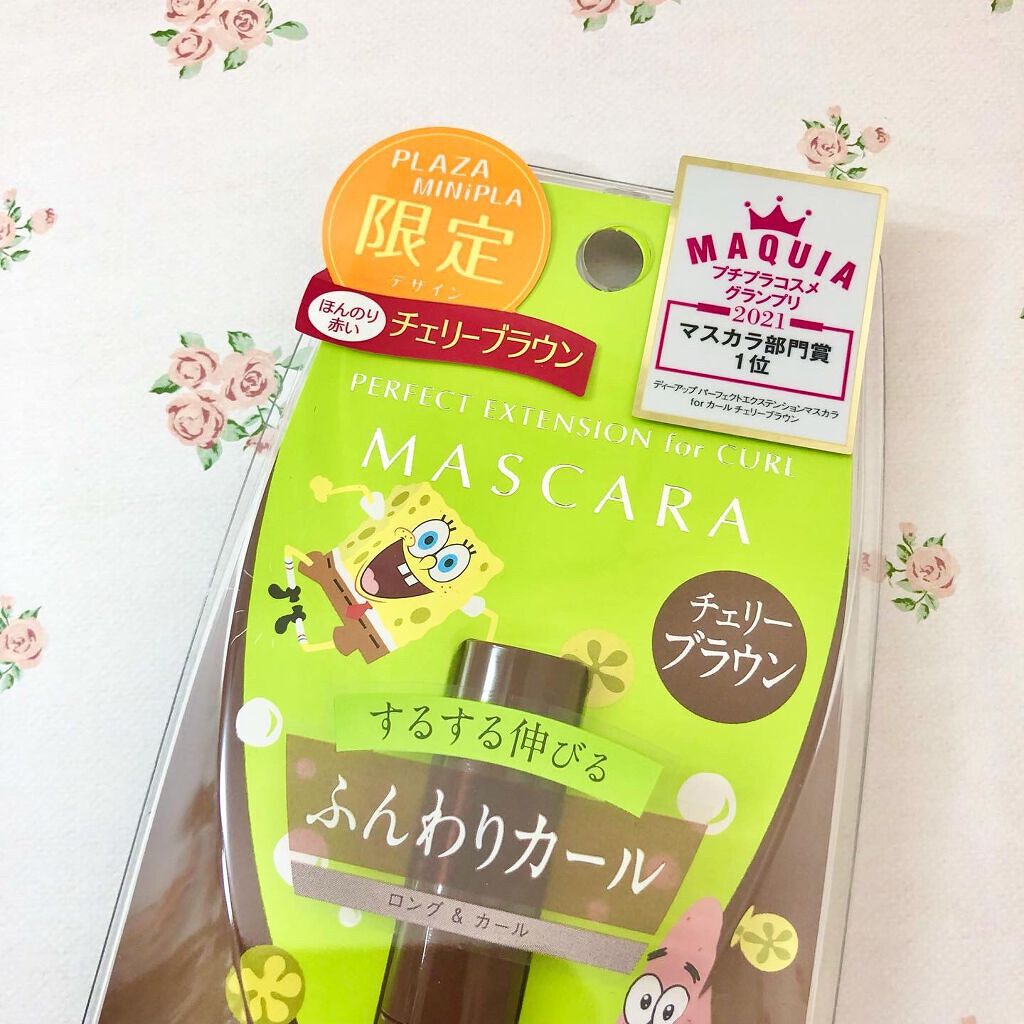 PLAZA
MINiPLA
限定
デザイン
ほんのり
赤い
チェリーブラウン
MAQUIA
プチプラコスメ
グランプリ
2021
マスカラ部門賞
1位
ディーアップ パーフェクトエクステンションマスカラ
for カール チェリーブラウン
PERFECT EXTENSION for CURL
MASCARA
チェリー
ブラウン
するする伸びる
ふんわりカール
ロング & カール